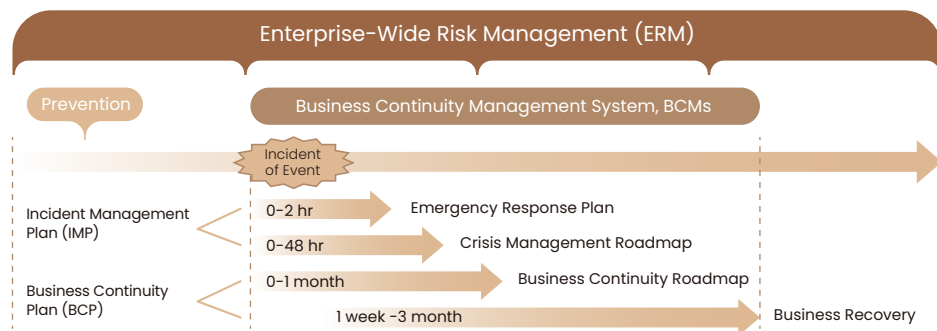 Enterprise-Wide Risk Management (ERM)
Prevention
Business Continuity Management System, BCMs
Incident
of Event
Incident Management
Plan (IMP)
0-2 hr
Emergency Response Plan
0-48 hr
Crisis Management Roadmap
Business Continuity
Plan (BCP)
0-1 month
Business Continuity Roadmap
1 week -3 month
Business Recovery